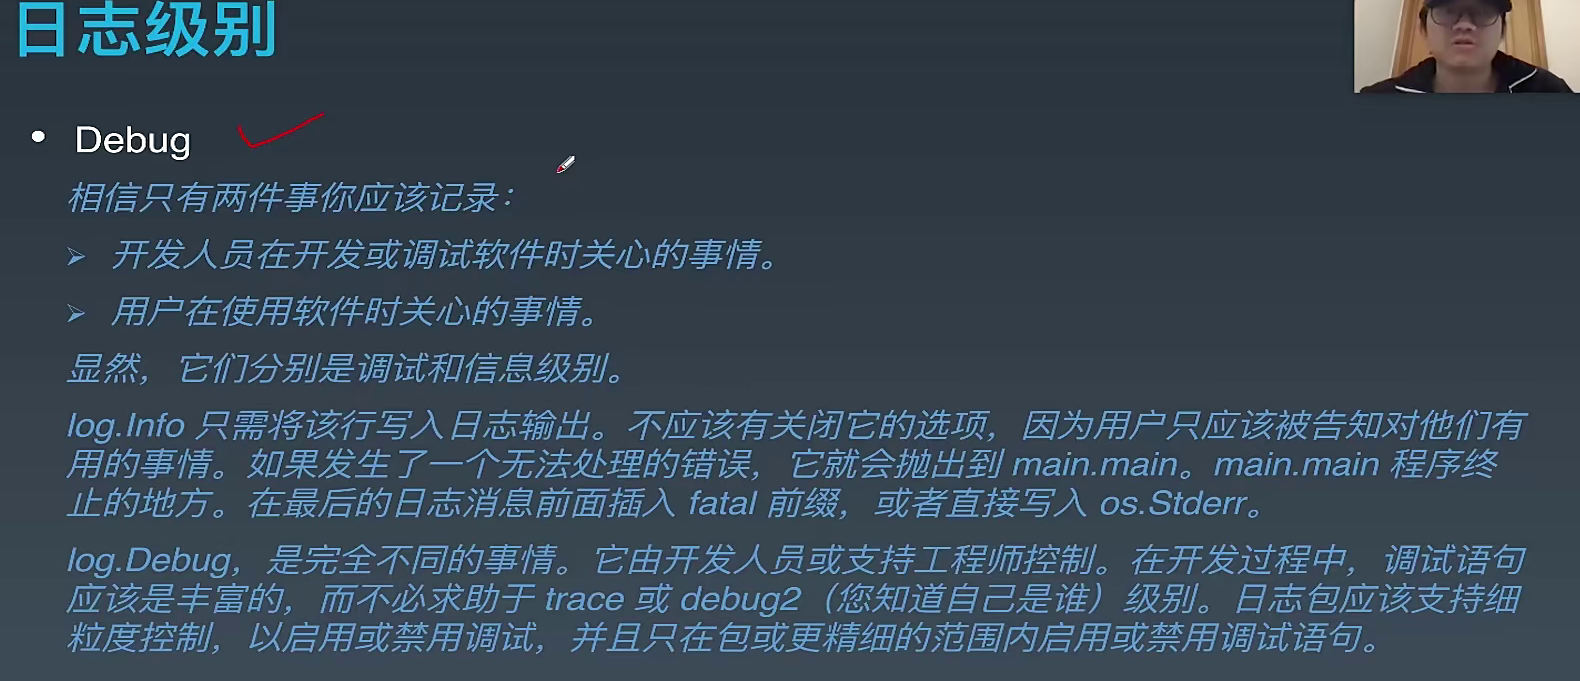 日志级别
• Debug
相信只有两件事你应该记录：
➢ 开发人员在开发或调试软件时关心的事情。
➢ 用户在使用软件时关心的事情。
显然，它们分别是调试和信息级别。
log.Info 只需将该行写入日志输出。不应该有关闭它的选项，因为用户只应该被告知对他们有
用的事情。如果发生了一个无法处理的错误，它就会抛出到 main.main。main.main 程序终
止的地方。在最后的日志消息前面插入 fatal 前缀，或者直接写入 os.Stderr。
log.Debug，是完全不同的事情。它由开发人员或支持工程师控制。在开发过程中，调试语句
应该是丰富的，而不必求助于 trace 或 debug2（您知道自己是谁）级别。日志包应该支持细
粒度控制，以启用或禁用调试，并且只在包或更精细的范围内启用或禁用调试语句。